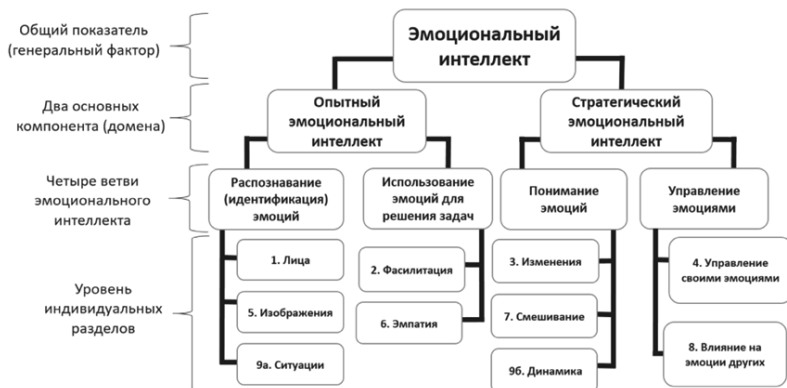 Общий показатель
(генеральный фактор)
Эмоциональный
интеллект
Два основных
компонента (домена)
Опытный
эмоциональный
интеллект
Стратегический
эмоциональный
интеллект
Четыре ветви
эмоционального
интеллекта
Распознавание
(идентификация)
эмоций
Использование
эмоций для
решения задач
Понимание
эмоций
Управление
эмоциями
Уровень
индивидуальных
разделов
1. Лица
5. Изображения
9а. Ситуации
2. Фасилитация
6. Эмпатия
3. Изменения
7. Смешивание
9б. Динамика
4. Управление
своими эмоциями
8. Влияние на
эмоции других